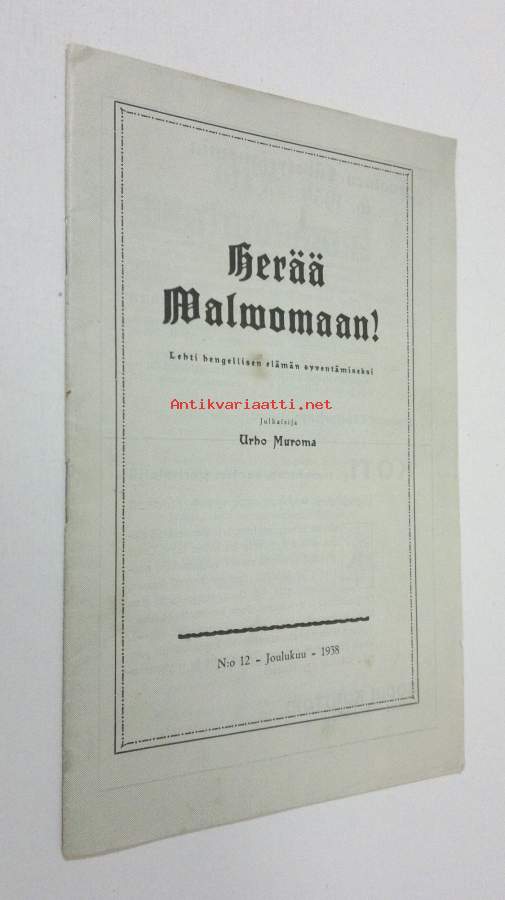 Herää
Walwomaan!
Lehti hengellisen elämän syventämiseksi
Antikvariaatti.net
Julkaisija
Urho Muroma
N:o 12 - Joulukuu - 1938